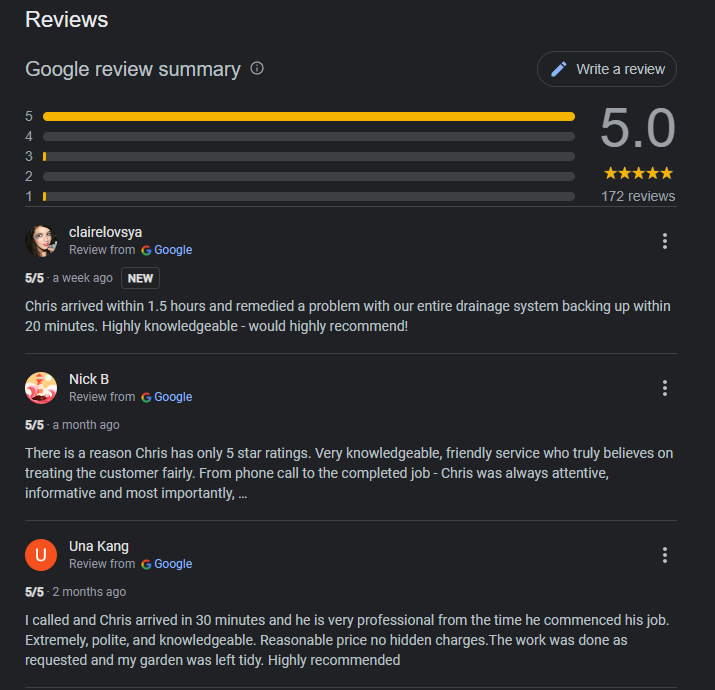 Reviews
Google review summary
Write a review
5
4
3
2
1
5.0
172 reviews
clairelovsya
Review from Google
5/5 · a week ago NEW
Chris arrived within 1.5 hours and remedied a problem with our entire drainage system backing up within
20 minutes. Highly knowledgeable - would highly recommend!
Nick B
Review from Google
5/5 · a month ago
There is a reason Chris has only 5 star ratings. Very knowledgeable, friendly service who truly believes on
treating the customer fairly. From phone call to the completed job - Chris was always attentive,
informative and most importantly, ...
U
Una Kang
Review from Google
5/5 · 2 months ago
I called and Chris arrived in 30 minutes and he is very professional from the time he commenced his job.
Extremely, polite, and knowledgeable. Reasonable price no hidden charges.The work was done as
requested and my garden was left tidy. Highly recommended